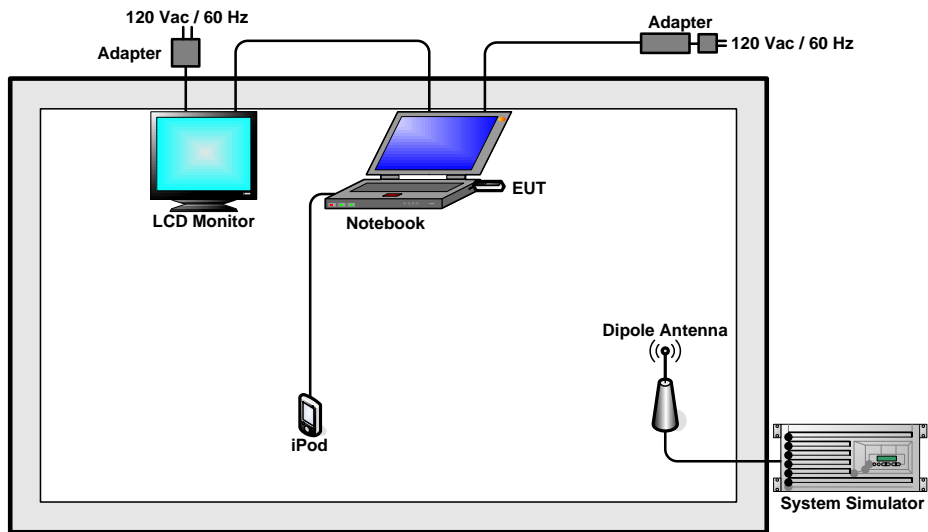 120 Vac / 60 Hz
Adapter
Adapter
120 Vac / 60 Hz
EUT
LCD Monitor
Notebook
Dipole Antenna
iPod
System Simulator